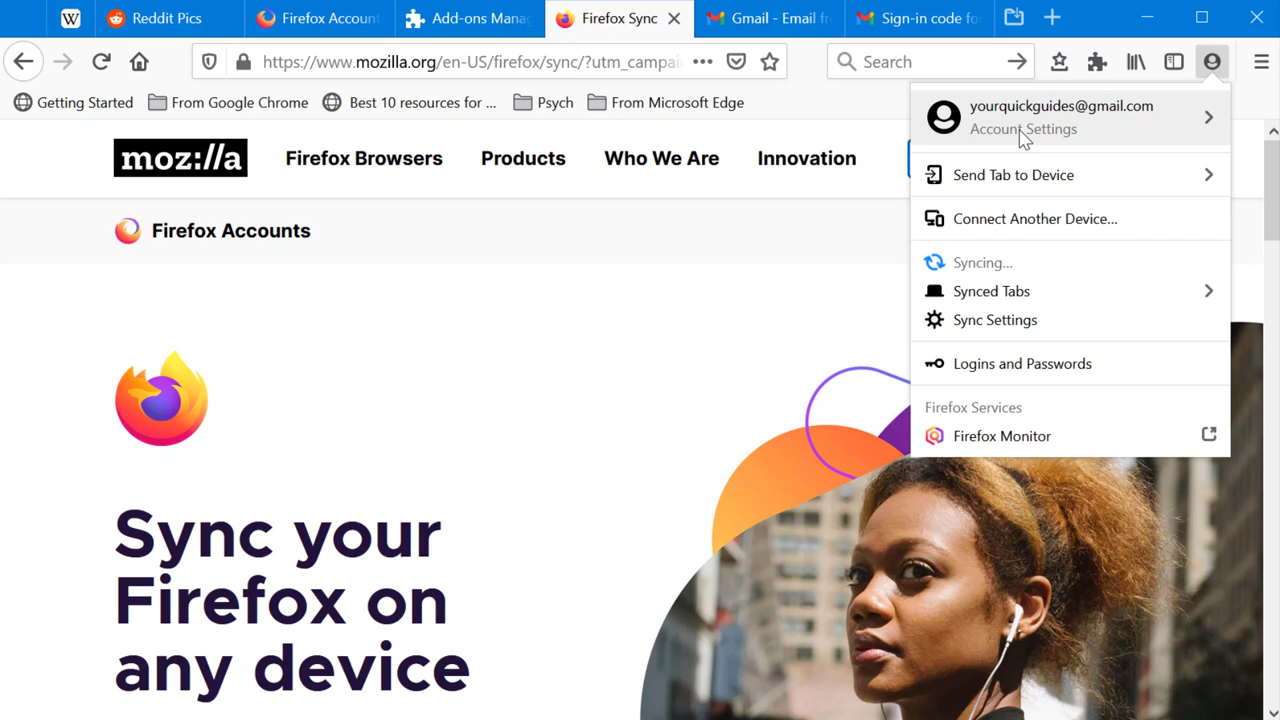 W
Reddit Pics
Firefox Account
Add-ons Mana
Firefox Sync
Gmail - Email fr
Sign-in code fo
https://www.mozilla.org/en-US/firefox/sync/?utm_campai
Search
Getting Started
From Google Chrome
Best 10 resources for ...
Psych
From Microsoft Edge
yourquickguides@gmail.com
Account Settings
moz://a
Firefox Browsers
Products
Who We Are
Innovation
Send Tab to Device
Connect Another Device...
Firefox Accounts
Syncing...
Synced Tabs
Sync Settings
Logins and Passwords
Firefox Services
Firefox Monitor
Sync your
Firefox on
any device